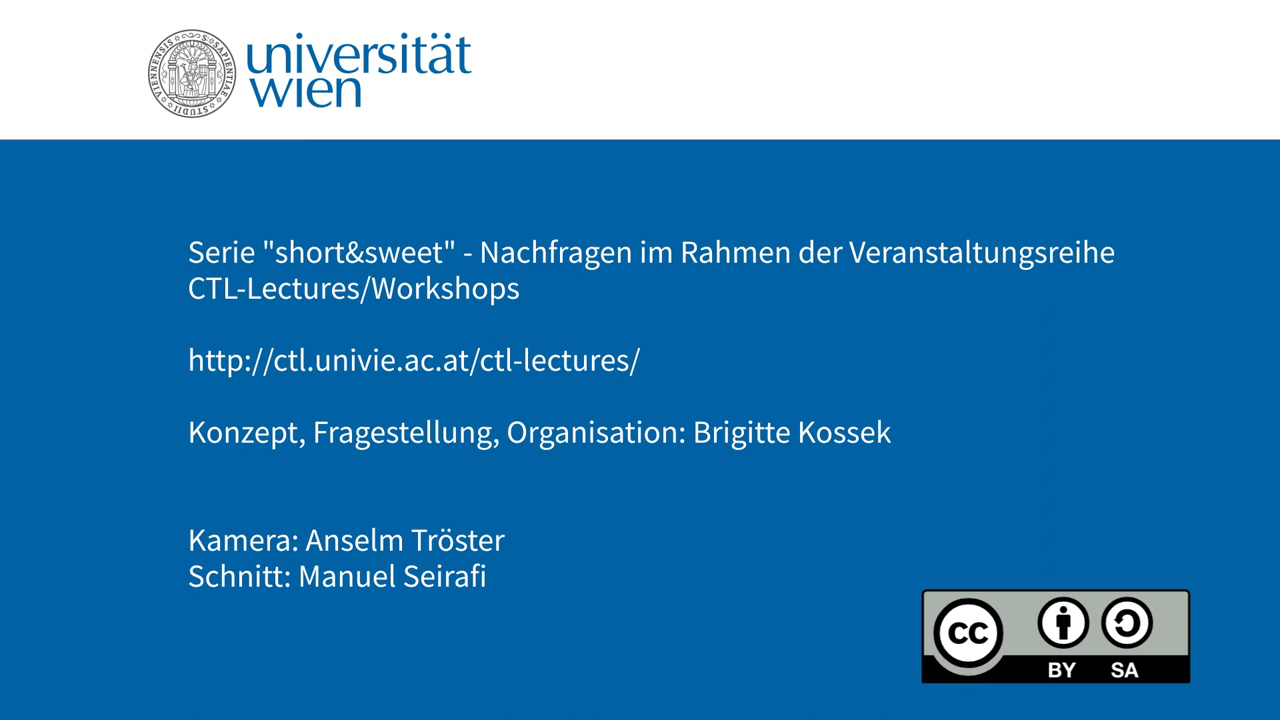 universität
wien
Serie "short&sweet" - Nachfragen im Rahmen der Veranstaltungsreihe
CTL-Lectures/Workshops
http://ctl.univie.ac.at/ctl-lectures/
Konzept, Fragestellung, Organisation: Brigitte Kossek
Kamera: Anselm Tröster
Schnitt: Manuel Seirafi
CC
BY SA